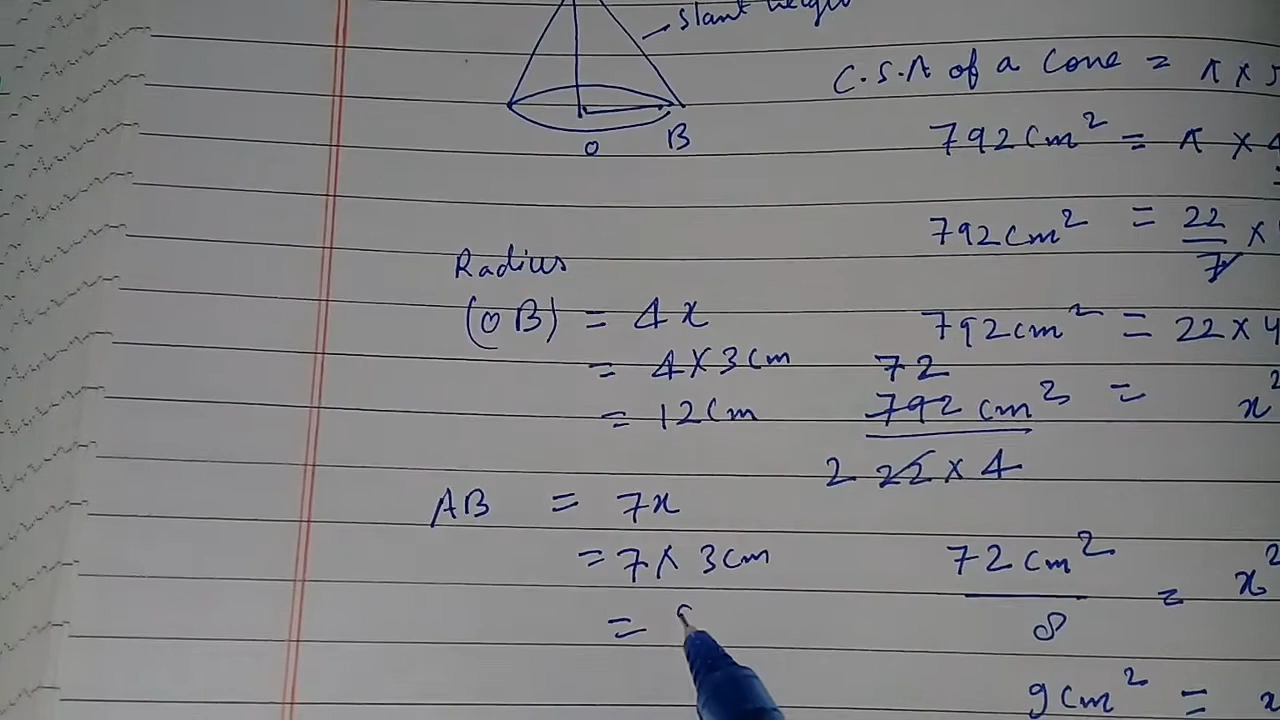 slant height
C.S.A of a Cone = π × 
O B
792 cm² = π × 4
792 cm² = 22/7 ×
Radius
(OB) = 4x
792 cm² = 22 × 4
= 4 × 3 cm
72
= 12 cm
792 cm² = x²
2 22 × 4
AB = 7x
= 7 × 3 cm
72 cm² = x²
8
=
9 cm² =